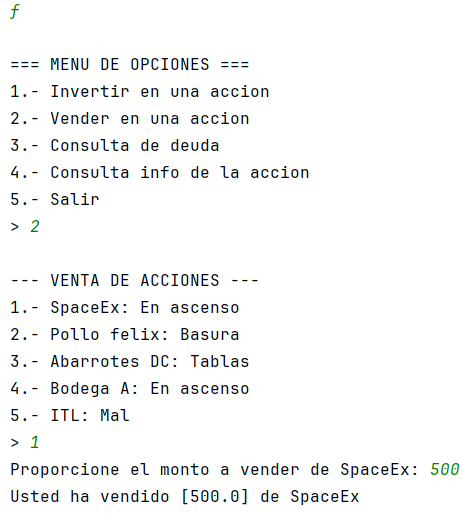 f
=== MENU DE OPCIONES ===
1.- Invertir en una accion
2.- Vender en una accion
3.- Consulta de deuda
4.- Consulta info de la accion
5.- Salir
> 2
--- VENTA DE ACCIONES ---
1.- SpaceEx: En ascenso
2.- Pollo felix: Basura
3.- Abarrotes DC: Tablas
4.- Bodega A: En ascenso
5.- ITL: Mal
> 1
Proporcione el monto a vender de SpaceEx: 500
Usted ha vendido [500.0] de SpaceEx